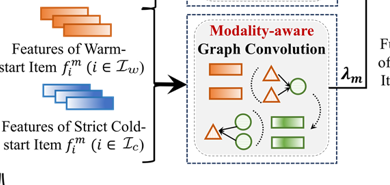 Features of Warm-
start Item f_i^m (i ∈ I_w)
Features of Strict Cold-
start Item f_i^m (i ∈ I_c)
Modality-aware
Graph Convolution
λ_m
of